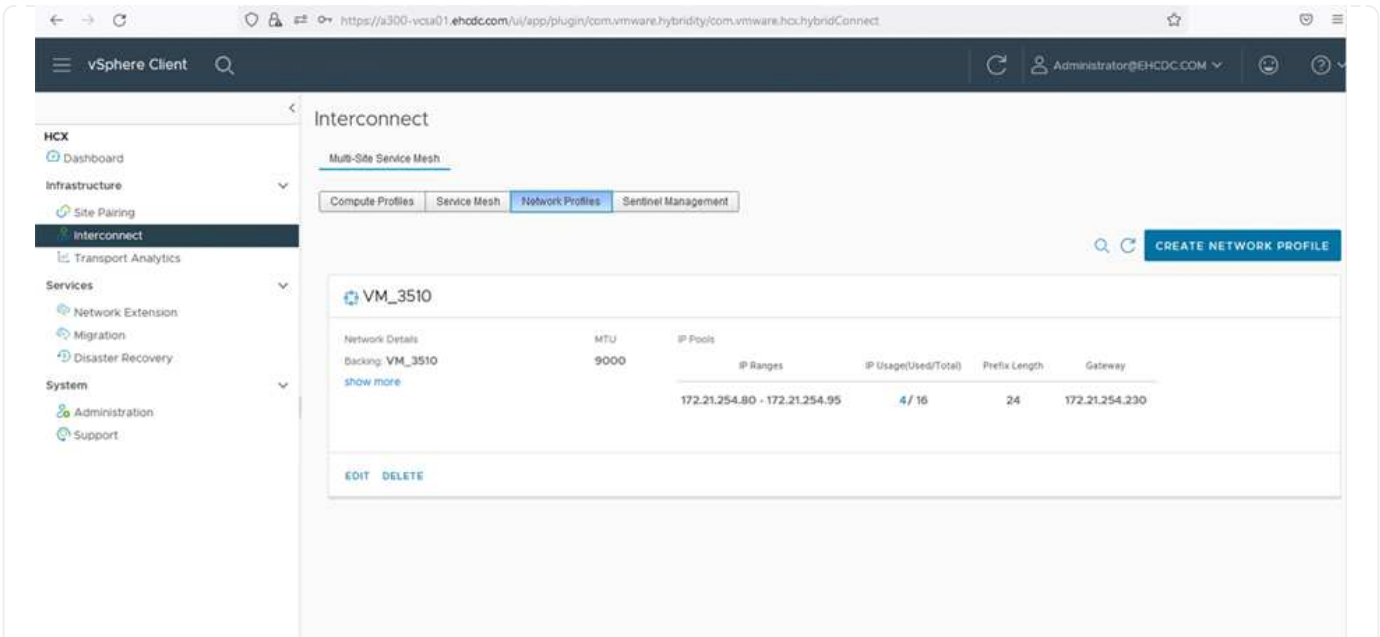 https://a300-vcsa01.ehcdc.com/ui/app/plugin/com.vmware.hybridity/com.vmware.hcx.hybridConnect
vSphere Client
Administrator@EHCDC.COM
HCX
Dashboard
Infrastructure
Site Pairing
Interconnect
Transport Analytics
Services
Network Extension
Migration
Disaster Recovery
System
Administration
Support
Interconnect
Multi-Site Service Mesh
Compute Profiles Service Mesh Network Profiles Sentinel Management
CREATE NETWORK PROFILE
VM_3510
Network Details MTU IP Pools
Backing: VM_3510 9000
show more
IP Ranges IP Usage(Used/Total) Prefix Length Gateway
172.21.254.80 - 172.21.254.95 4/ 16 24 172.21.254.230
EDIT DELETE